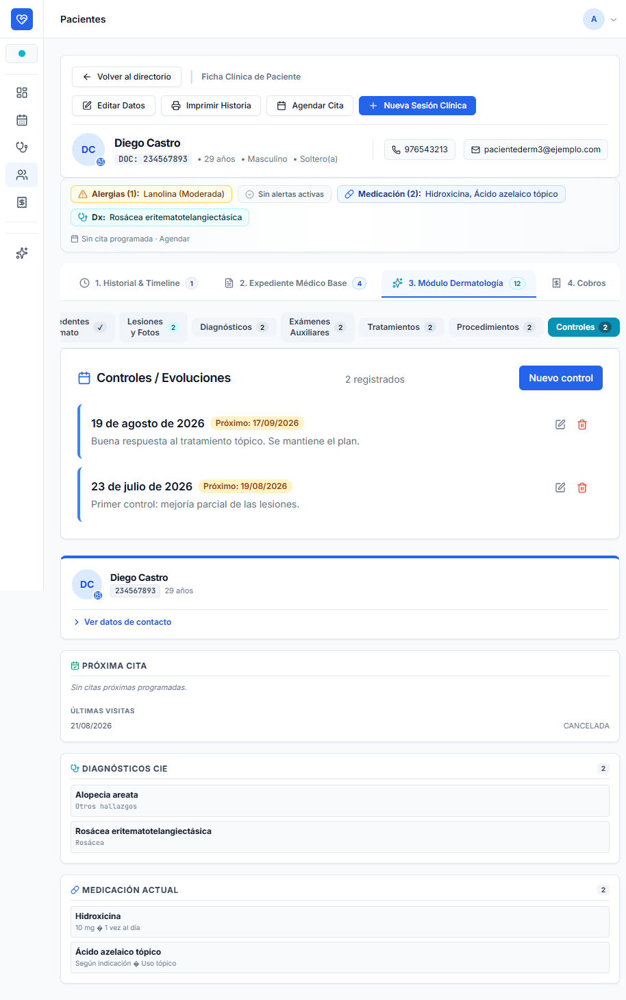 Pacientes
A
Volver al directorio
Ficha Clínica de Paciente
Editar Datos
Imprimir Historia
Agendar Cita
Nueva Sesión Clínica
DC
Diego Castro
DOC: 234567893 • 29 años • Masculino • Soltero(a)
976543213
pacientederm3@ejemplo.com
Alergias (1): Lanolina (Moderada)
Sin alertas activas
Medicación (2): Hidroxicina, Ácido azelaico tópico
Dx: Rosácea eritematotelangiectásica
Sin cita programada · Agendar
1. Historial & Timeline 1
2. Expediente Médico Base 4
3. Módulo Dermatología 12
4. Cobros
edentes
mato ✓
Lesiones
y Fotos 2
Diagnósticos 2
Exámenes
Auxiliares 2
Tratamientos 2
Procedimientos 2
Controles 2
Controles / Evoluciones
2 registrados
Nuevo control
19 de agosto de 2026 Próximo: 17/09/2026
Buena respuesta al tratamiento tópico. Se mantiene el plan.
23 de julio de 2026 Próximo: 19/08/2026
Primer control: mejoría parcial de las lesiones.
DC
Diego Castro
234567893 29 años
Ver datos de contacto
PRÓXIMA CITA
Sin citas próximas programadas.
ÚLTIMAS VISITAS
21/08/2026 CANCELADA
DIAGNÓSTICOS CIE 2
Alopecia areata
Otros hallazgos
Rosácea eritematotelangiectásica
Rosácea
MEDICACIÓN ACTUAL 2
Hidroxicina
10 mg � 1 vez al día
Ácido azelaico tópico
Según indicación � Uso tópico